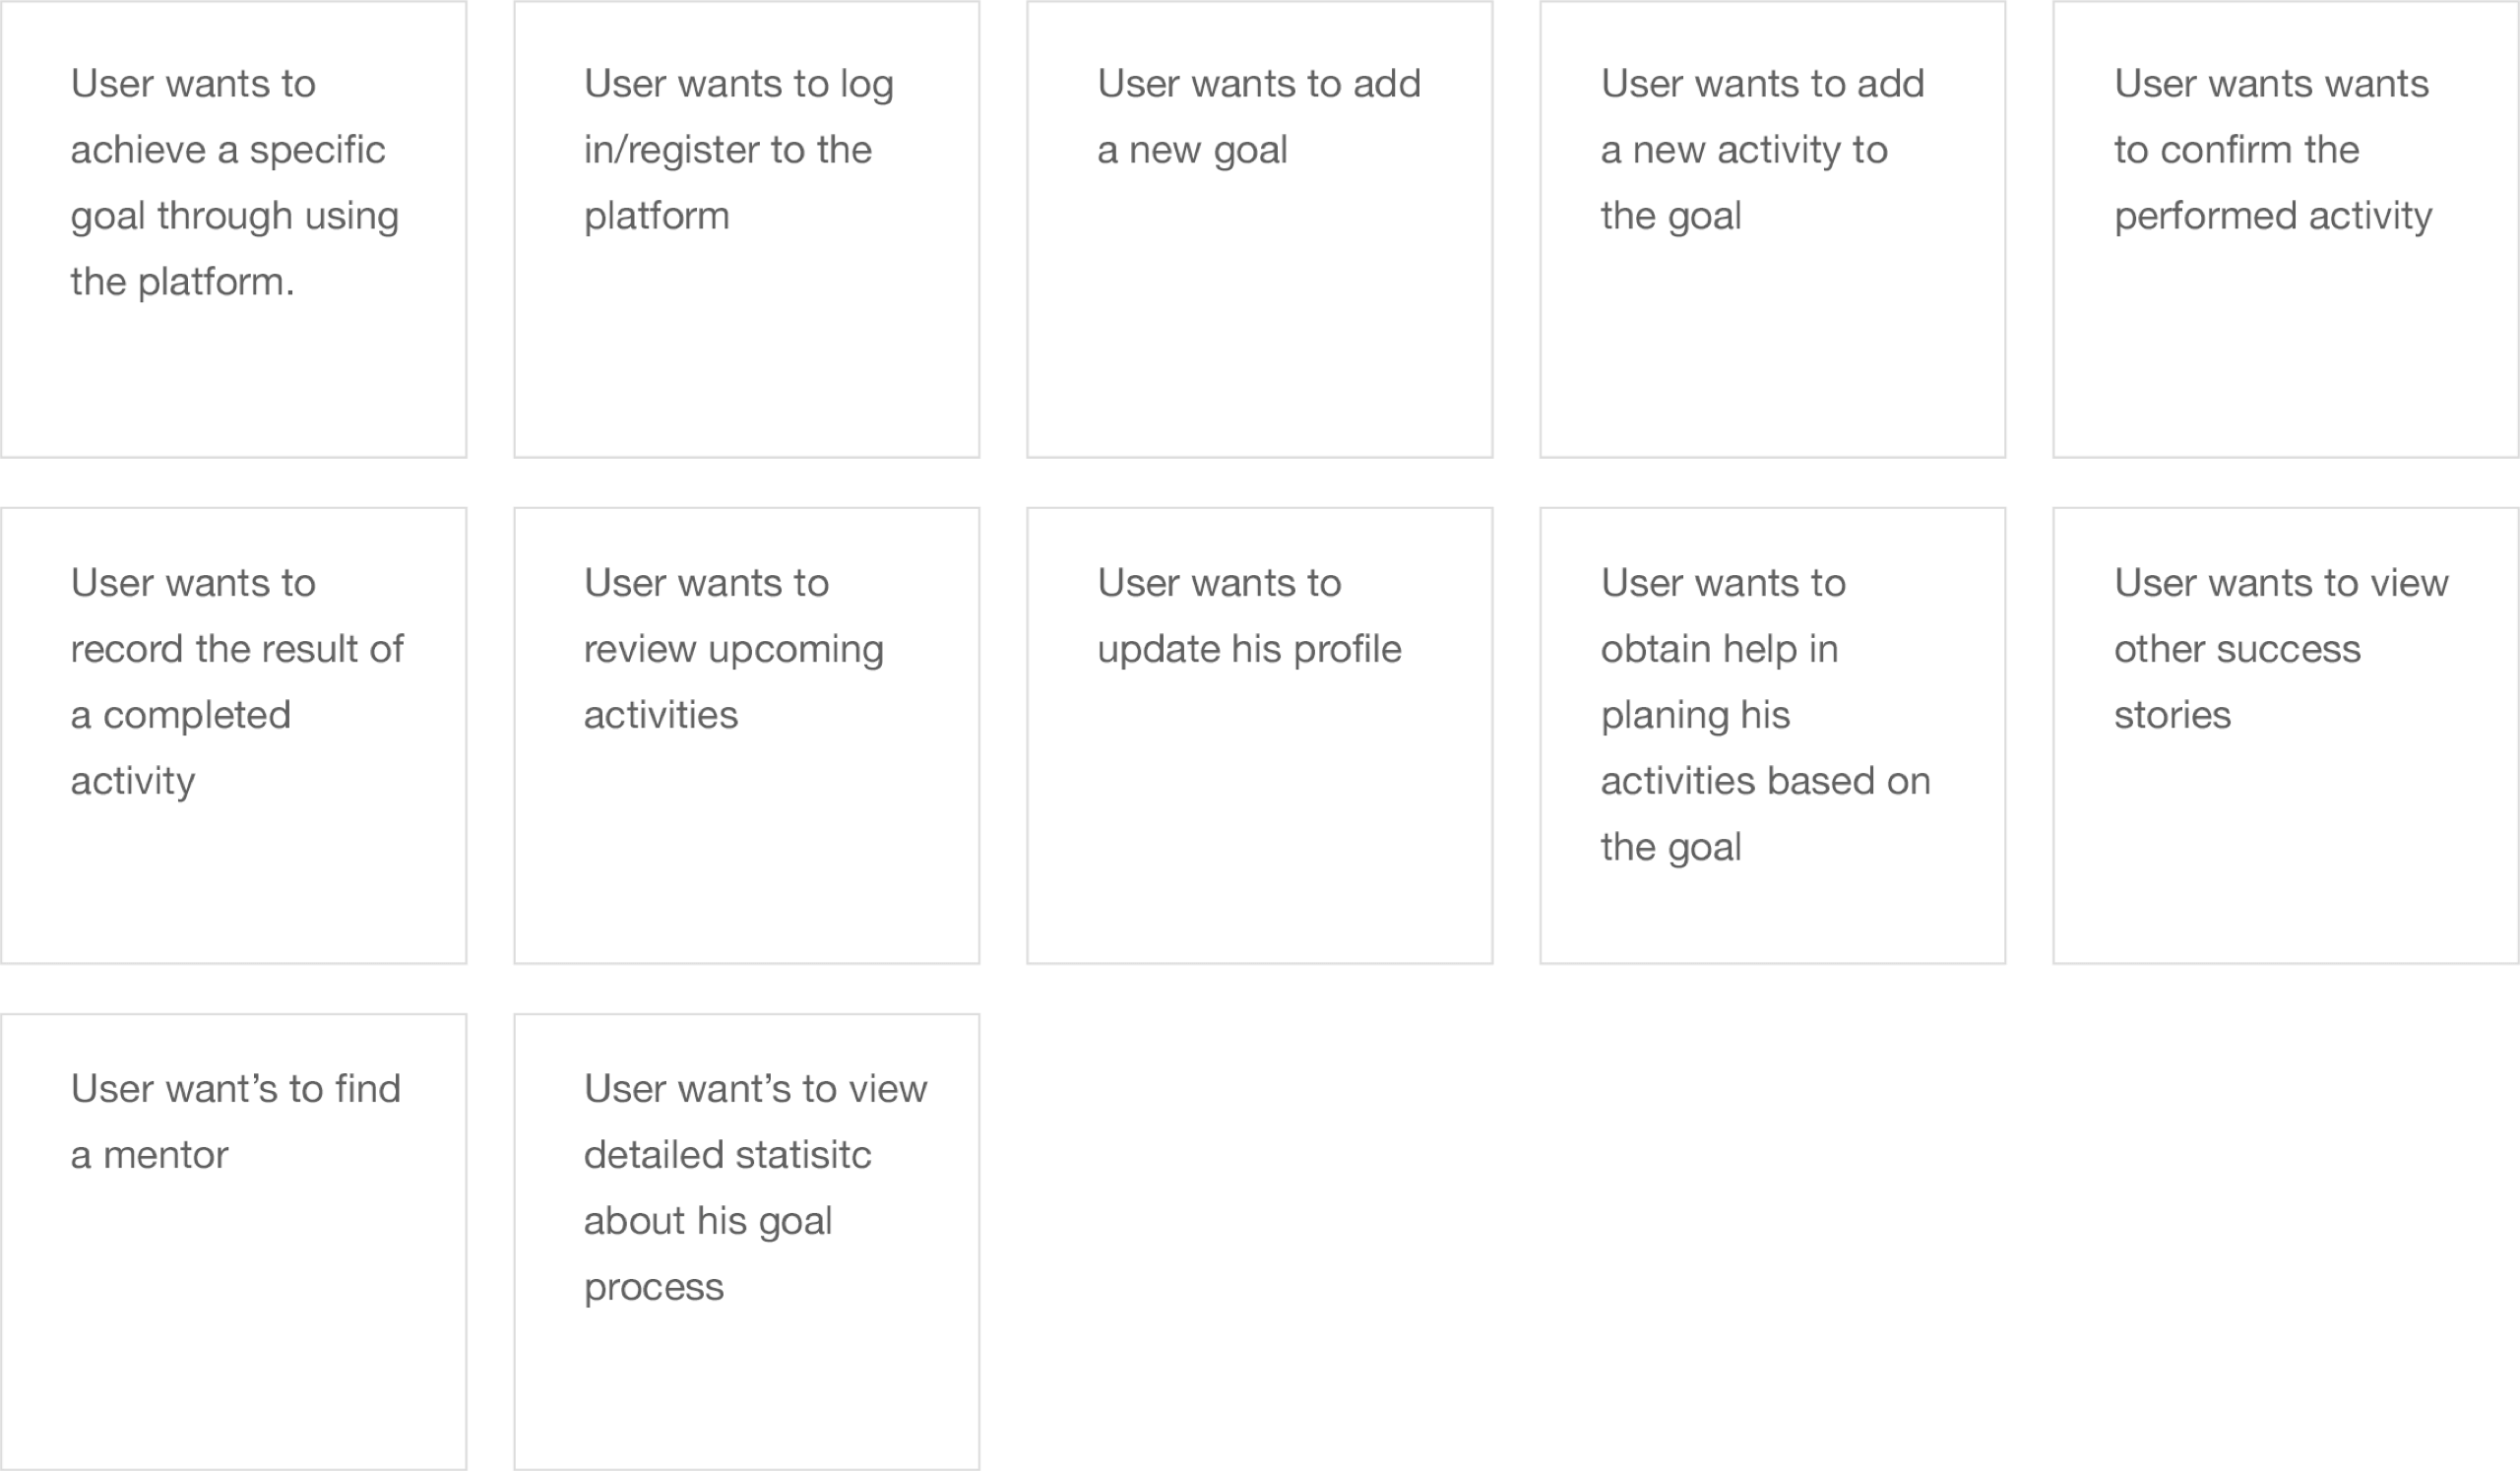 User wants to
achieve a specific
goal through using
the platform.
User wants to log
in/register to the
platform
User wants to add
a new goal
User wants to add
a new activity to
the goal
User wants wants
to confirm the
performed activity
User wants to
record the result of
a completed
activity
User wants to
review upcoming
activities
User wants to
update his profile
User wants to
obtain help in
planing his
activities based on
the goal
User wants to view
other success
stories
User want’s to find
a mentor
User want’s to view
detailed statisitc
about his goal
process